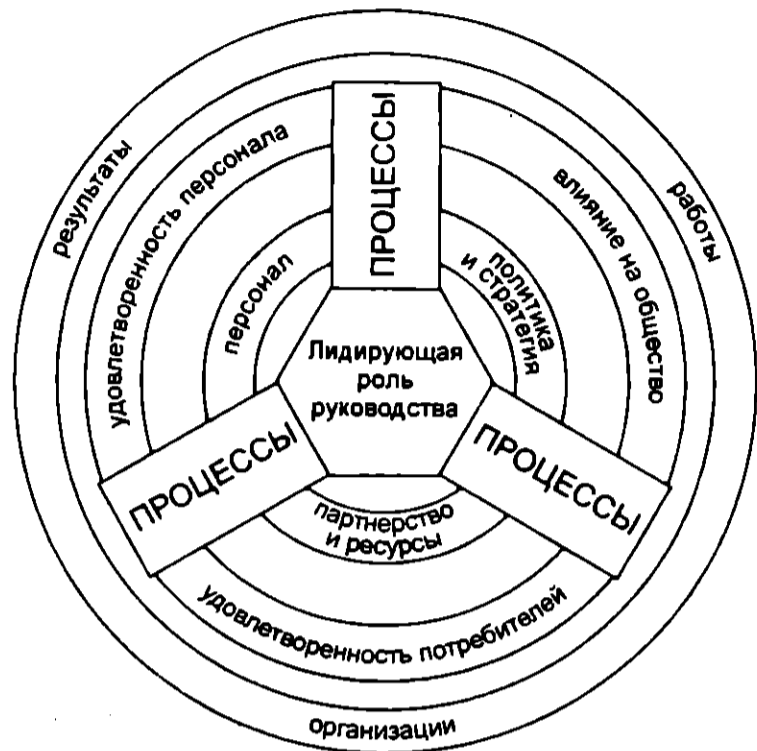 результаты
работы
организации
удовлетворенность персонала
влияние на общество
удовлетворенность потребителей
персонал
политика
и стратегия
партнерство
и ресурсы
ПРОЦЕССЫ
ПРОЦЕССЫ
ПРОЦЕССЫ
Лидирующая
роль
руководства